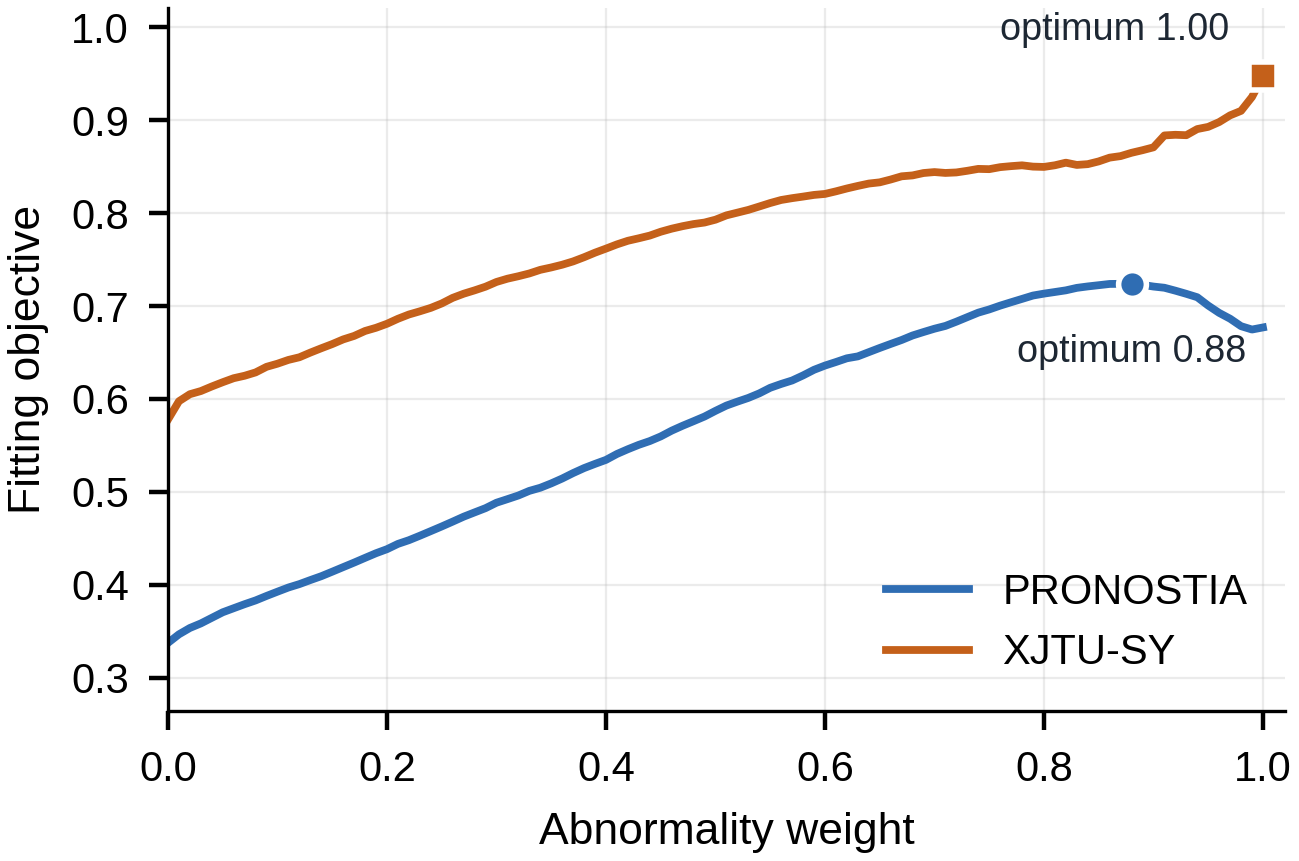 1.0
optimum 1.00
0.9
0.8
0.7
optimum 0.88
0.6
0.5
0.4
0.3
Fitting objective
PRONOSTIA
XJTU-SY
0.0 0.2 0.4 0.6 0.8 1.0
Abnormality weight